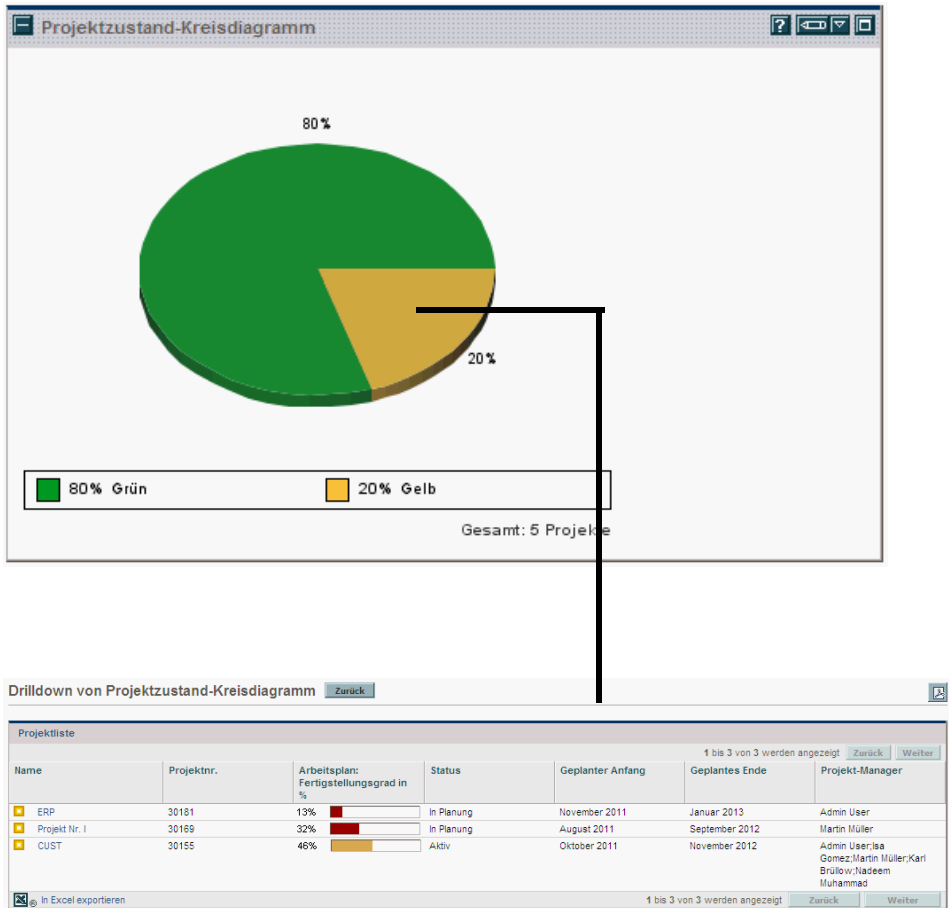 Projektzustand-Kreisdiagramm
?
80%
20%
80% Grün
20% Gelb
Gesamt: 5 Projekte
Drilldown von Projektzustand-Kreisdiagramm Zurück
Projektliste
1 bis 3 von 3 werden angezeigt Zurück Weiter
Name Projektnr. Arbeitsplan: Status Geplanter Anfang Geplantes Ende Projekt-Manager
Fertigstellungsgrad in
%
ERP 30181 13% In Planung November 2011 Januar 2013 Admin User
Projekt Nr. I 30169 32% In Planung August 2011 September 2012 Martin Müller
CUST 30155 46% Aktiv Oktober 2011 November 2012 Admin User;Isa
Gomez;Martin Müller;Karl
Brüllow;Nadeem
Muhammad
® In Excel exportieren 1 bis 3 von 3 werden angezeigt Zurück Weiter